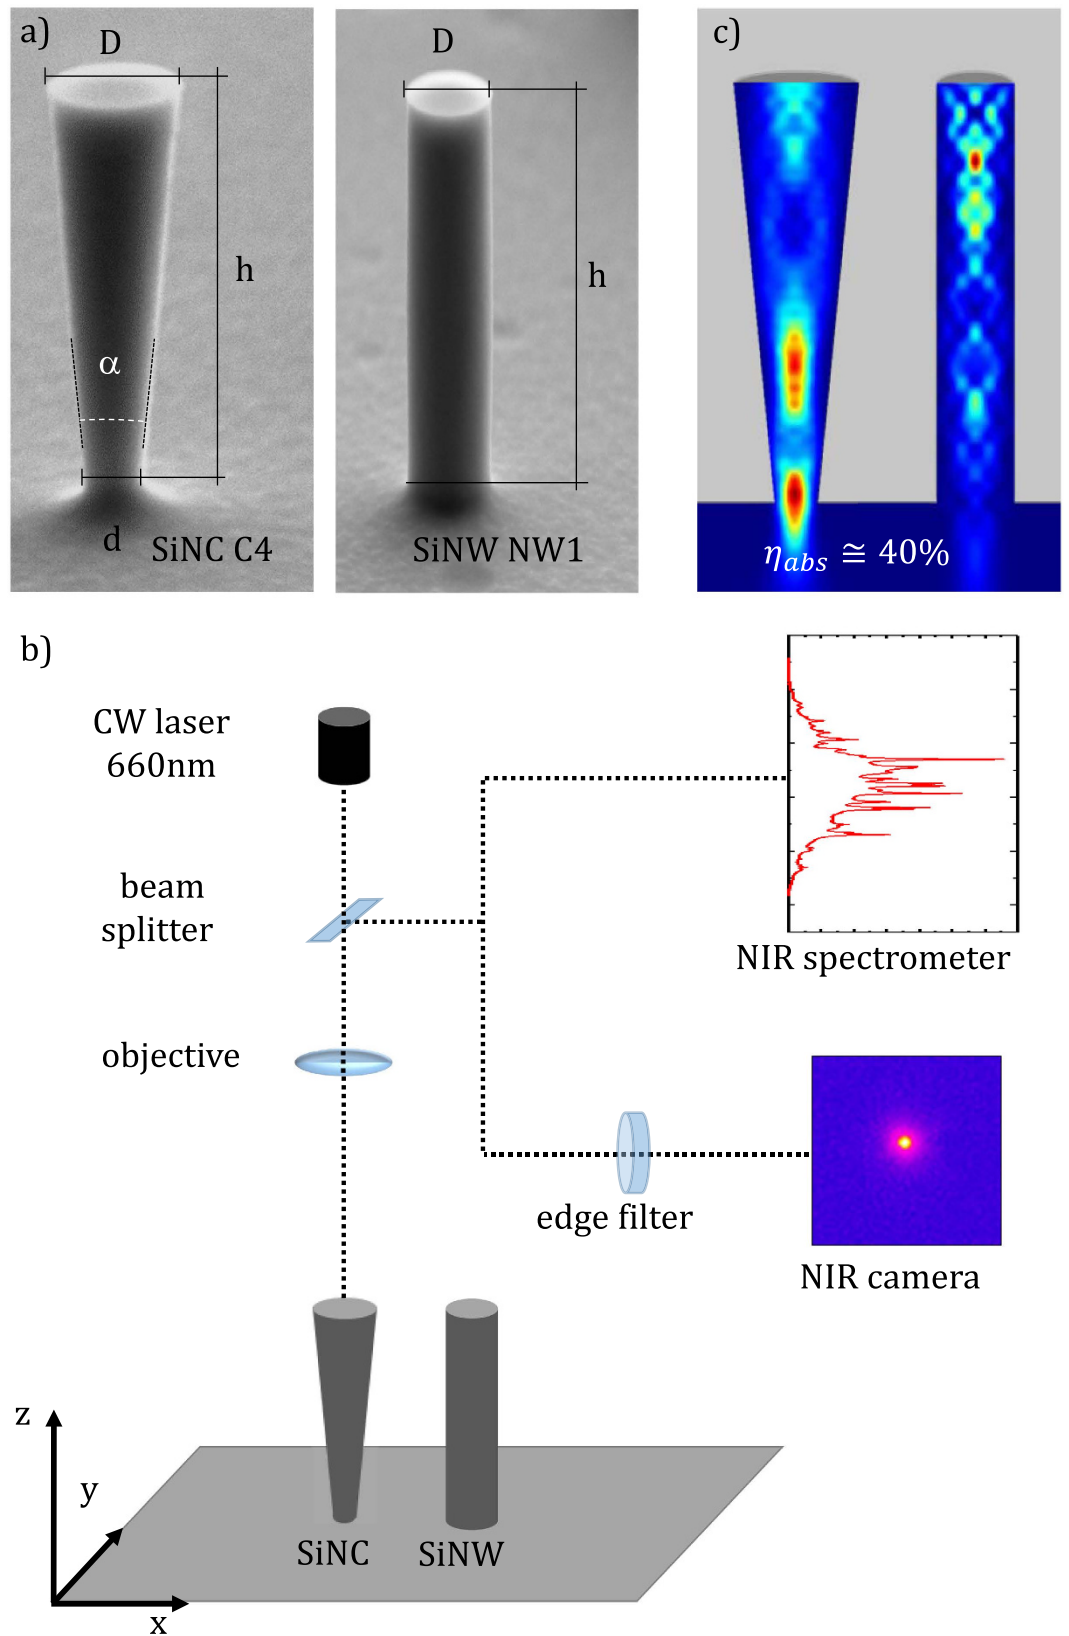 a)
D
h
α
d
SiNC C4
D
h
SiNW NW1
c)
η_abs ≅ 40%
b)
CW laser
660nm
beam
splitter
objective
NIR spectrometer
edge filter
NIR camera
z
y
x
SiNC
SiNW